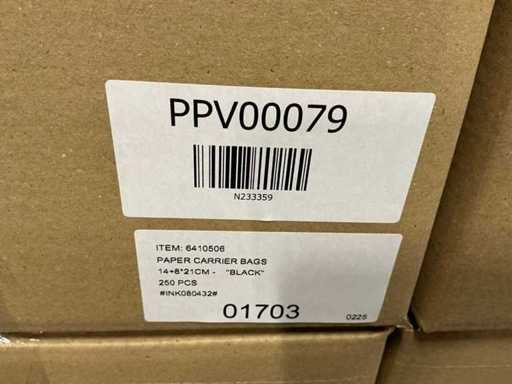 PPV00079
N233359
ITEM: 6410506
PAPER CARRIER BAGS
14+8*21CM - "BLACK"
250 PCS
#INK080432#
01703
0225